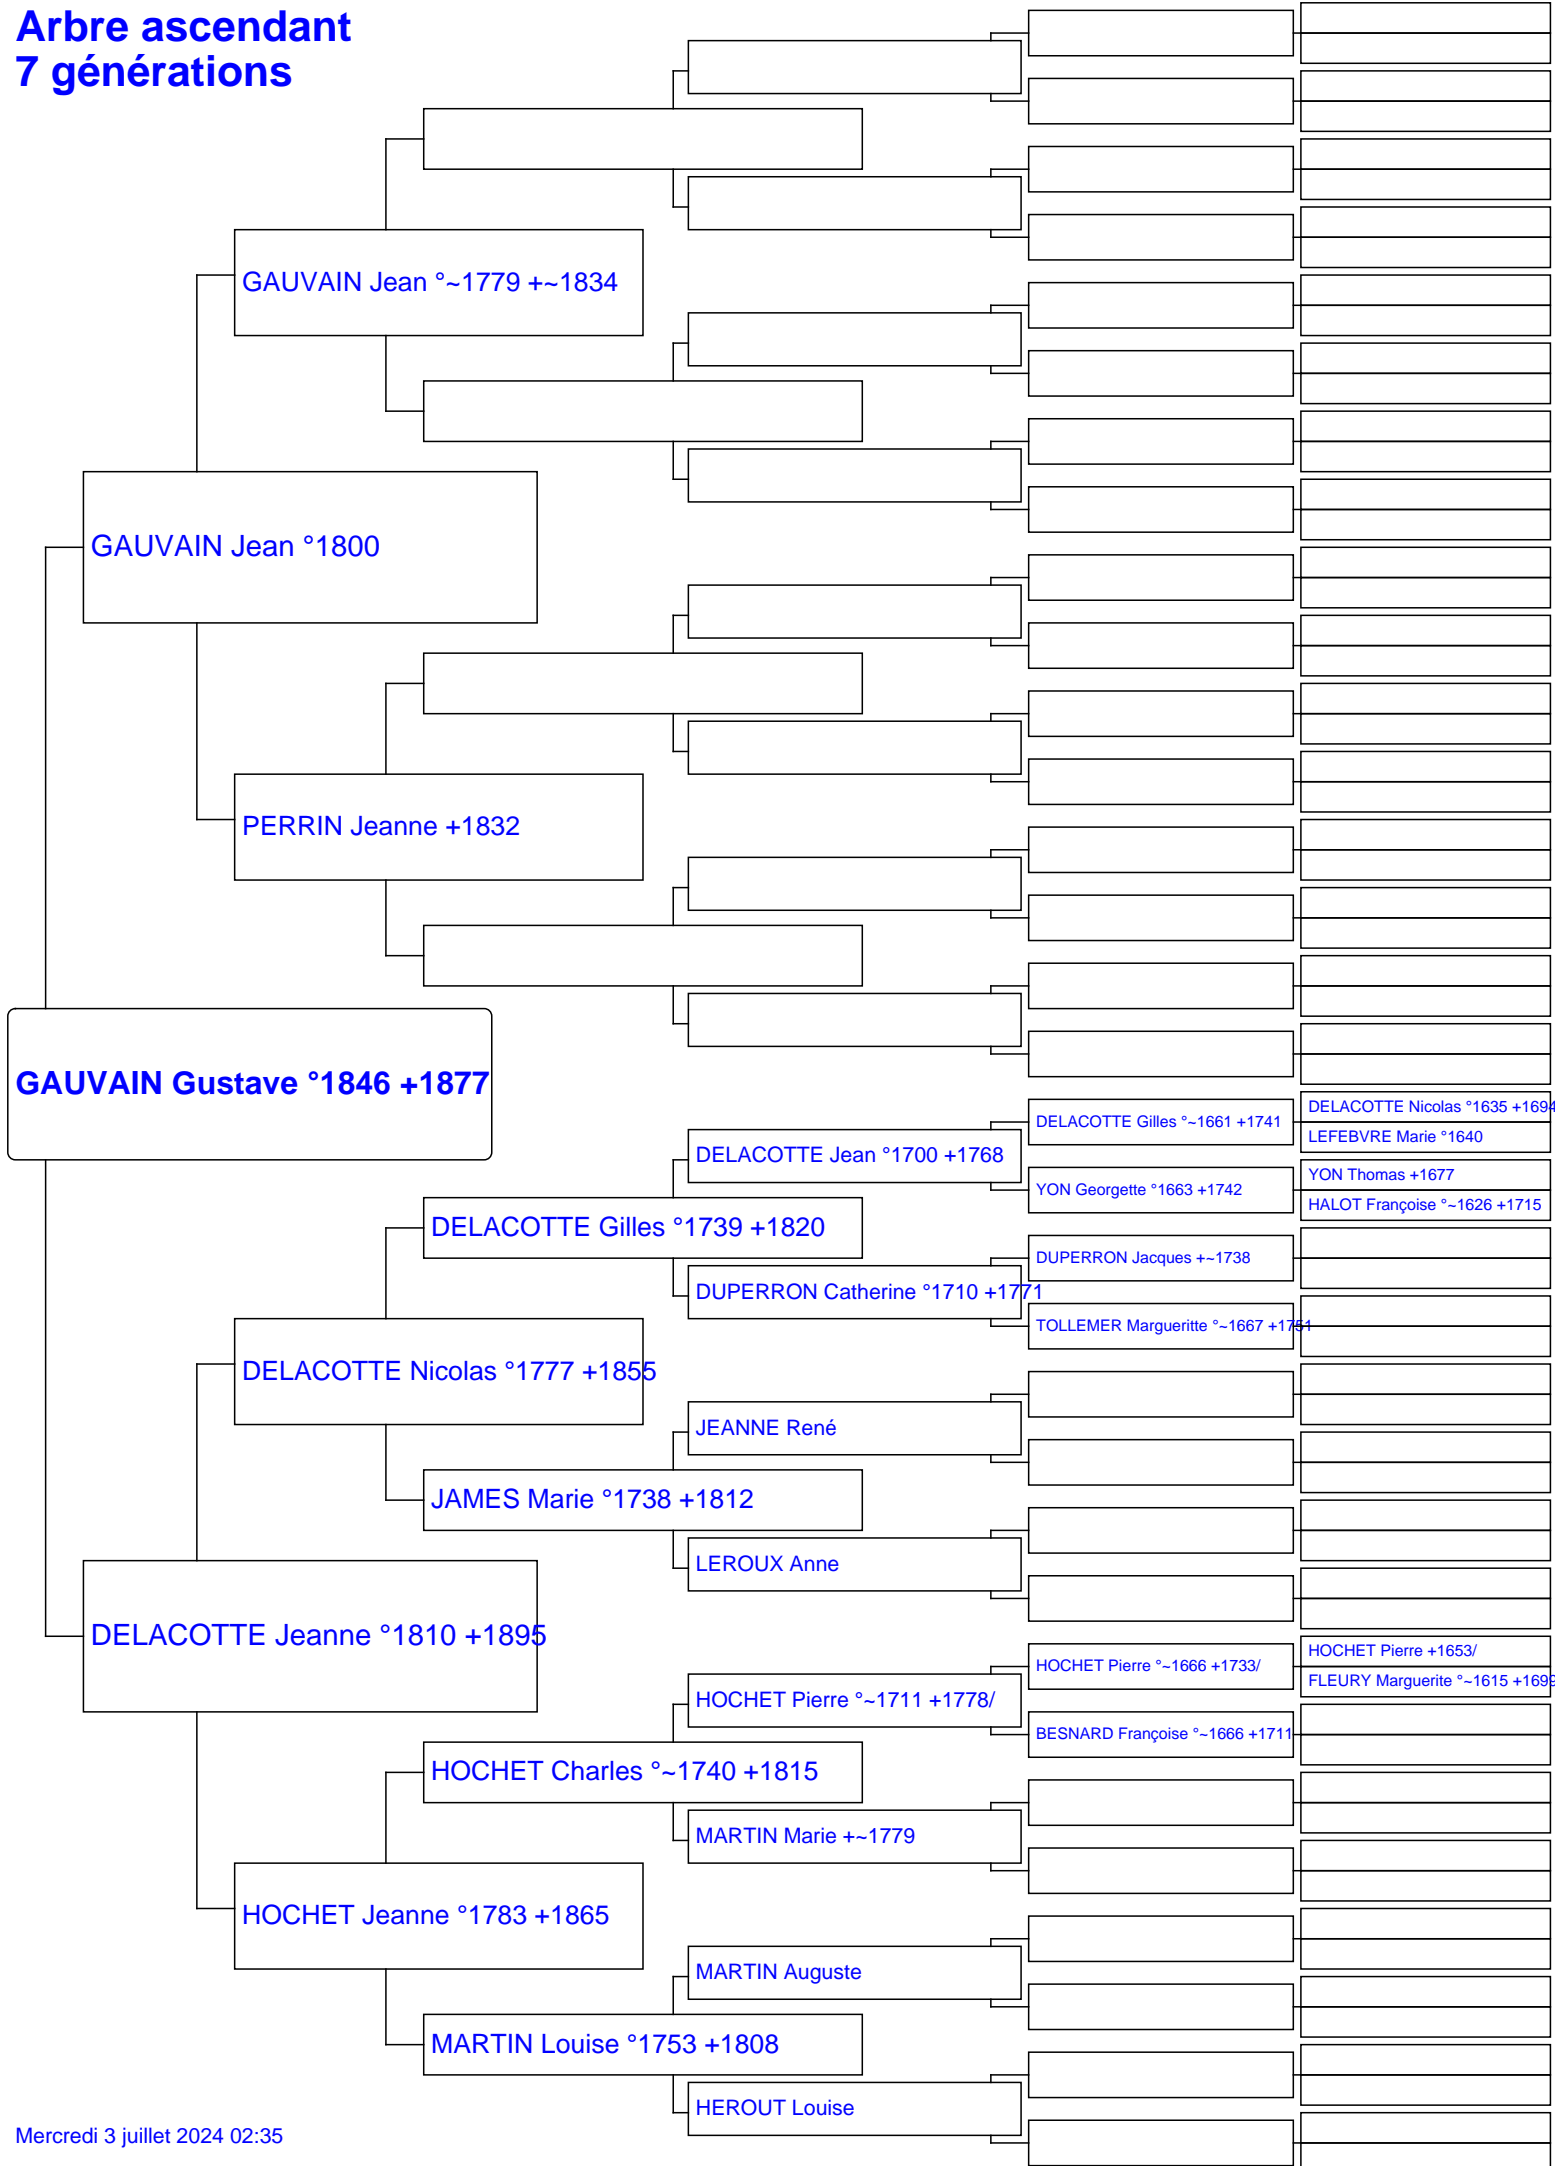 Arbre ascendant
7 générations
GAUVAIN Jean °~1779 +~1834
GAUVAIN Jean °1800
PERRIN Jeanne +1832
GAUVAIN Gustave °1846 +1877
DELACOTTE Nicolas °1635 +1694
DELACOTTE Gilles °~1661 +1741
LEFEBVRE Marie °1640
DELACOTTE Jean °1700 +1768
YON Thomas +1677
YON Georgette °1663 +1742
HALOT Françoise °~1626 +1715
DELACOTTE Gilles °1739 +1820
DUPERRON Jacques +~1738
DUPERRON Catherine °1710 +1771
TOLLEMER Margueritte °~1667 +1751
DELACOTTE Nicolas °1777 +1855
JEANNE René
JAMES Marie °1738 +1812
LEROUX Anne
DELACOTTE Jeanne °1810 +1895
HOCHET Pierre +1653/
HOCHET Pierre °~1666 +1733/
FLEURY Marguerite °~1615 +1699
HOCHET Pierre °~1711 +1778/
BESNARD Françoise °~1666 +1711
HOCHET Charles °~1740 +1815
MARTIN Marie +~1779
HOCHET Jeanne °1783 +1865
MARTIN Auguste
MARTIN Louise °1753 +1808
HEROUT Louise
Mercredi 3 juillet 2024 02:35